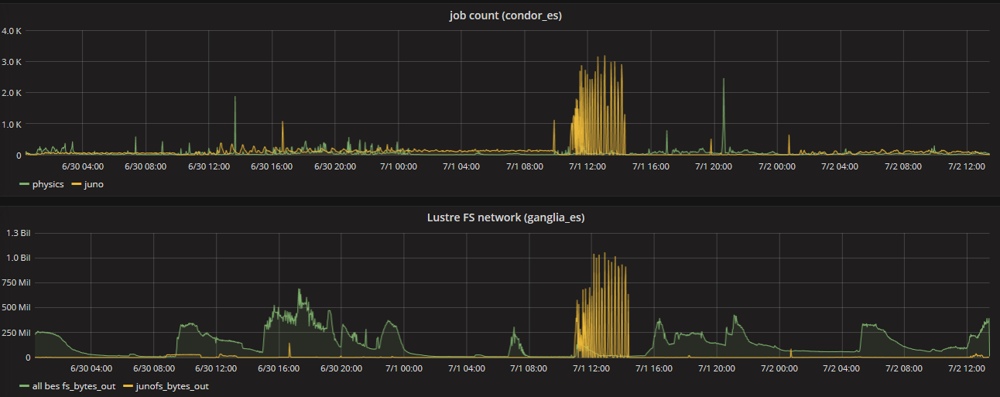 job count (condor_es)
4.0 K
3.0 K
2.0 K
1.0 K
0
6/30 04:00 6/30 08:00 6/30 12:00 6/30 16:00 6/30 20:00 7/1 00:00 7/1 04:00 7/1 08:00 7/1 12:00 7/1 16:00 7/1 20:00 7/2 00:00 7/2 04:00 7/2 08:00 7/2 12:00
physics juno
Lustre FS network (ganglia_es)
1.3 Bil
1.0 Bil
750 Mil
500 Mil
250 Mil
0
6/30 04:00 6/30 08:00 6/30 12:00 6/30 16:00 6/30 20:00 7/1 00:00 7/1 04:00 7/1 08:00 7/1 12:00 7/1 16:00 7/1 20:00 7/2 00:00 7/2 04:00 7/2 08:00 7/2 12:00
all bes fs_bytes_out junofs_bytes_out